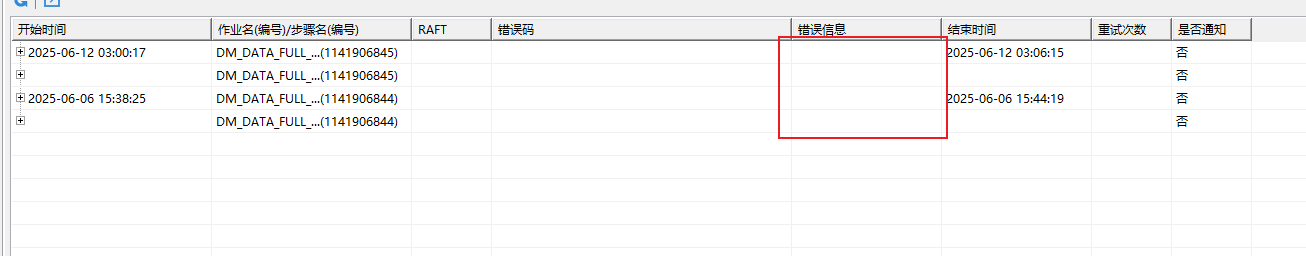 开始时间 作业名(编号)/步骤名(编号) RAFT 错误码 错误信息 结束时间 重试次数 是否通知
2025-06-12 03:00:17 DM_DATA_FULL_...(1141906845) 2025-06-12 03:06:15 否
DM_DATA_FULL_...(1141906845) 否
2025-06-06 15:38:25 DM_DATA_FULL_...(1141906844) 2025-06-06 15:44:19 否
DM_DATA_FULL_...(1141906844) 否